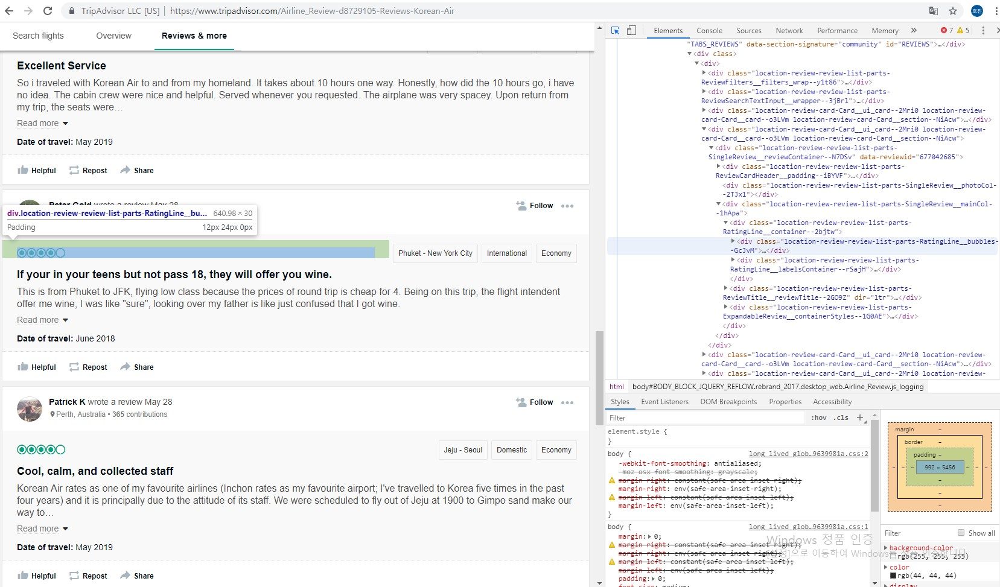 TripAdvisor LLC [US] | https://www.tripadvisor.com/Airline_Review-d8729105-Reviews-Korean-Air
호진
Search flights Overview Reviews & more
Excellent Service
So i traveled with Korean Air to and from my homeland. It takes about 10 hours one way. Honestly, how did the 10 hours go, i have
no idea. The cabin crew were nice and helpful. Served whenever you requested. The airplane was very spacey. Upon return from
my trip, the seats were…
Read more
Date of travel: May 2019
Helpful Repost Share
Peter Gold wrote a review May 28
Follow
div.location-review-review-list-parts-RatingLine__bu... 640.98 × 30
Padding 12px 24px 0px
Phuket - New York City International Economy
If your in your teens but not pass 18, they will offer you wine.
This is from Phuket to JFK, flying low class because the prices of round trip is cheap for 4. Being on this trip, the flight intendent
offer me wine, I was like "sure", looking over my father is like just confused that I got wine.
Read more
Date of travel: June 2018
Helpful Repost Share
Patrick K wrote a review May 28
Follow
Perth, Australia • 365 contributions
Jeju - Seoul Domestic Economy
Cool, calm, and collected staff
Korean Air rates as one of my favourite airlines (Inchon rates as my favourite airport; I've travelled to Korea five times in the past
four years) and it is principally due to the attitude of its staff. We were scheduled to fly out of Jeju at 1900 to Gimpo sand make our
way to…
Read more
Date of travel: May 2019
Helpful Repost Share
Elements Console Sources Network Performance Memory » 7 5
"TABS_REVIEWS" data-section-signature="community" id="REVIEWS">…</div>
<div class>
<div>
<div class="location-review-review-list-parts-
ReviewFilters__filters_wrap--y1t86">…</div>
<div class="location-review-review-list-parts-
ReviewSearchTextInput__wrapper--3jBrl">…</div>
<div class="location-review-card-Card__ui_card--2Mri0 location-review-
card-Card__card--o3LVm location-review-card-Card__section--NiAcw">…</div>
<div class="location-review-card-Card__ui_card--2Mri0 location-review-
card-Card__card--o3LVm location-review-card-Card__section--NiAcw">
<div class="location-review-review-list-parts-
SingleReview__reviewContainer--N7DSv" data-reviewid="677042685">
<div class="location-review-review-list-parts-
ReviewCardHeader__padding--iBYVF">…</div>
<div class="location-review-review-list-parts-SingleReview__photoCol-
-2TJx1"></div>
<div class="location-review-review-list-parts-SingleReview__mainCol-
-1hApa">
<div class="location-review-review-list-parts-
RatingLine__container--2bjtw">
<div class="location-review-review-list-parts-RatingLine__bubbles-
-GcJvM">…</div>
<div class="location-review-review-list-parts-
RatingLine__labelsContainer--rSajH">…</div>
</div>
<div class="location-review-review-list-parts-
ReviewTitle__reviewTitle--2GO9Z" dir="ltr">…</div>
<div class="location-review-review-list-parts-
ExpandableReview__containerStyles--1G0AE">…</div>
</div>
</div>
</div>
<div class="location-review-card-Card__ui_card--2Mri0 location-review-
card-Card__card--o3LVm location-review-card-Card__section--NiAcw">…</div>
<div class="location-review-card-Card__ui_card--2Mri0 location-review-
html body#BODY_BLOCK_JQUERY_REFLOW.rebrand_2017.desktop_web.Airline_Review.js_logging
Styles Event Listeners DOM Breakpoints Properties Accessibility
Filter :hov .cls +
element.style {
}
body { long_lived_glob…9639981a.css:2
-webkit-font-smoothing: antialiased;
-moz-osx-font-smoothing: grayscale;
margin-right: constant(safe-area-inset-right);
margin-right: env(safe-area-inset-right);
margin-left: constant(safe-area-inset-left);
margin-left: env(safe-area-inset-left);
}
body { long_lived_glob…9639981a.css:1
margin: 0;
margin-right: constant(safe-area-inset-right);
margin-right: env(safe-area-inset-right);
margin-left: constant(safe-area-inset-left);
margin-left: env(safe-area-inset-left);
padding: 0;
font-size: medium;
margin –
border –
padding –
– – – 992 × 5456 – – –
–
–
–
Filter Show all
background-color
rgb(255, 255, 255)
color
rgb(44, 44, 44)
display
Windows 정품 인증
[설정]으로 이동하여 Windows를 정품 인증합니다.